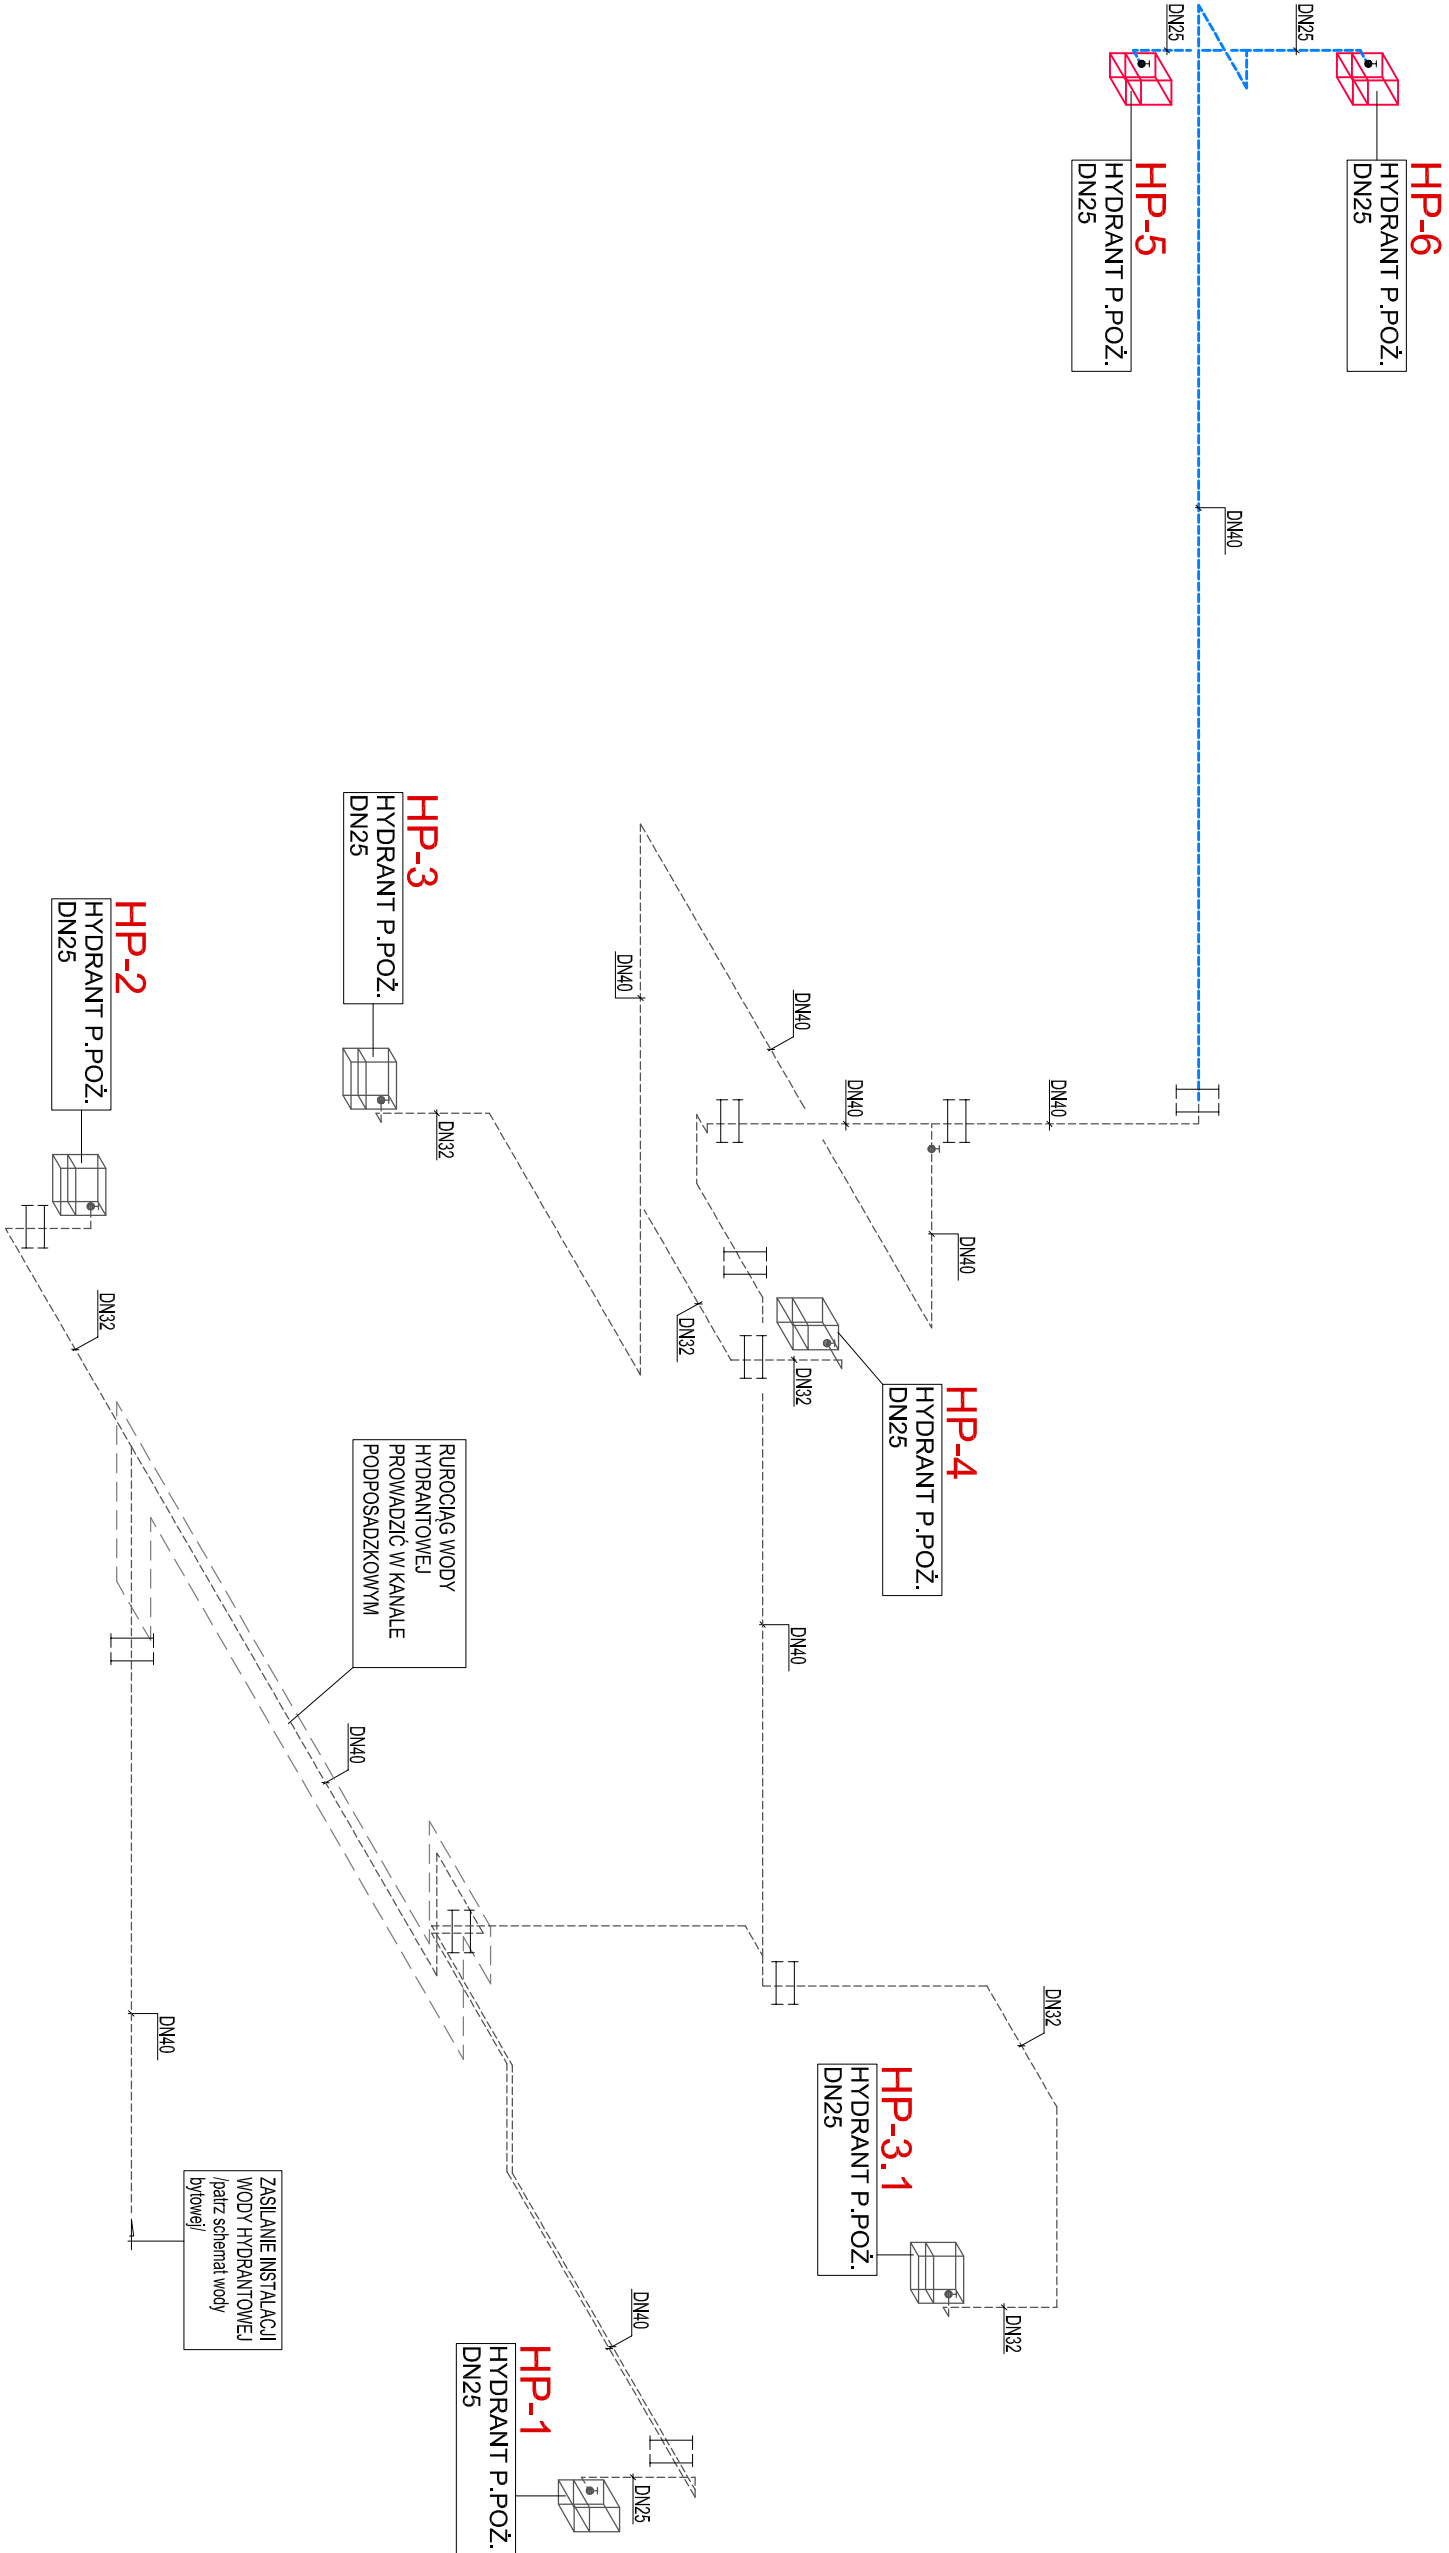 HP-6
HYDRANT P.POŻ.
DN25
DN25
DN25
HP-5
HYDRANT P.POŻ.
DN25
DN40
HP-3
HYDRANT P.POŻ.
DN25
DN32
HP-2
HYDRANT P.POŻ.
DN25
DN32
DN40
DN40
DN40
DN40
DN40
DN32
DN32
HP-4
HYDRANT P.POŻ.
DN25
DN40
RUROCIĄG WODY
HYDRANTOWEJ
PROWADZIĆ W KANALE
PODPOSADZKOWYM
DN40
DN40
DN32
HP-3.1
HYDRANT P.POŻ.
DN25
DN32
ZASILANIE INSTALACJI
WODY HYDRANTOWEJ
/patrz schemat wody
bytowej/
DN40
HP-1
HYDRANT P.POŻ.
DN25
DN25